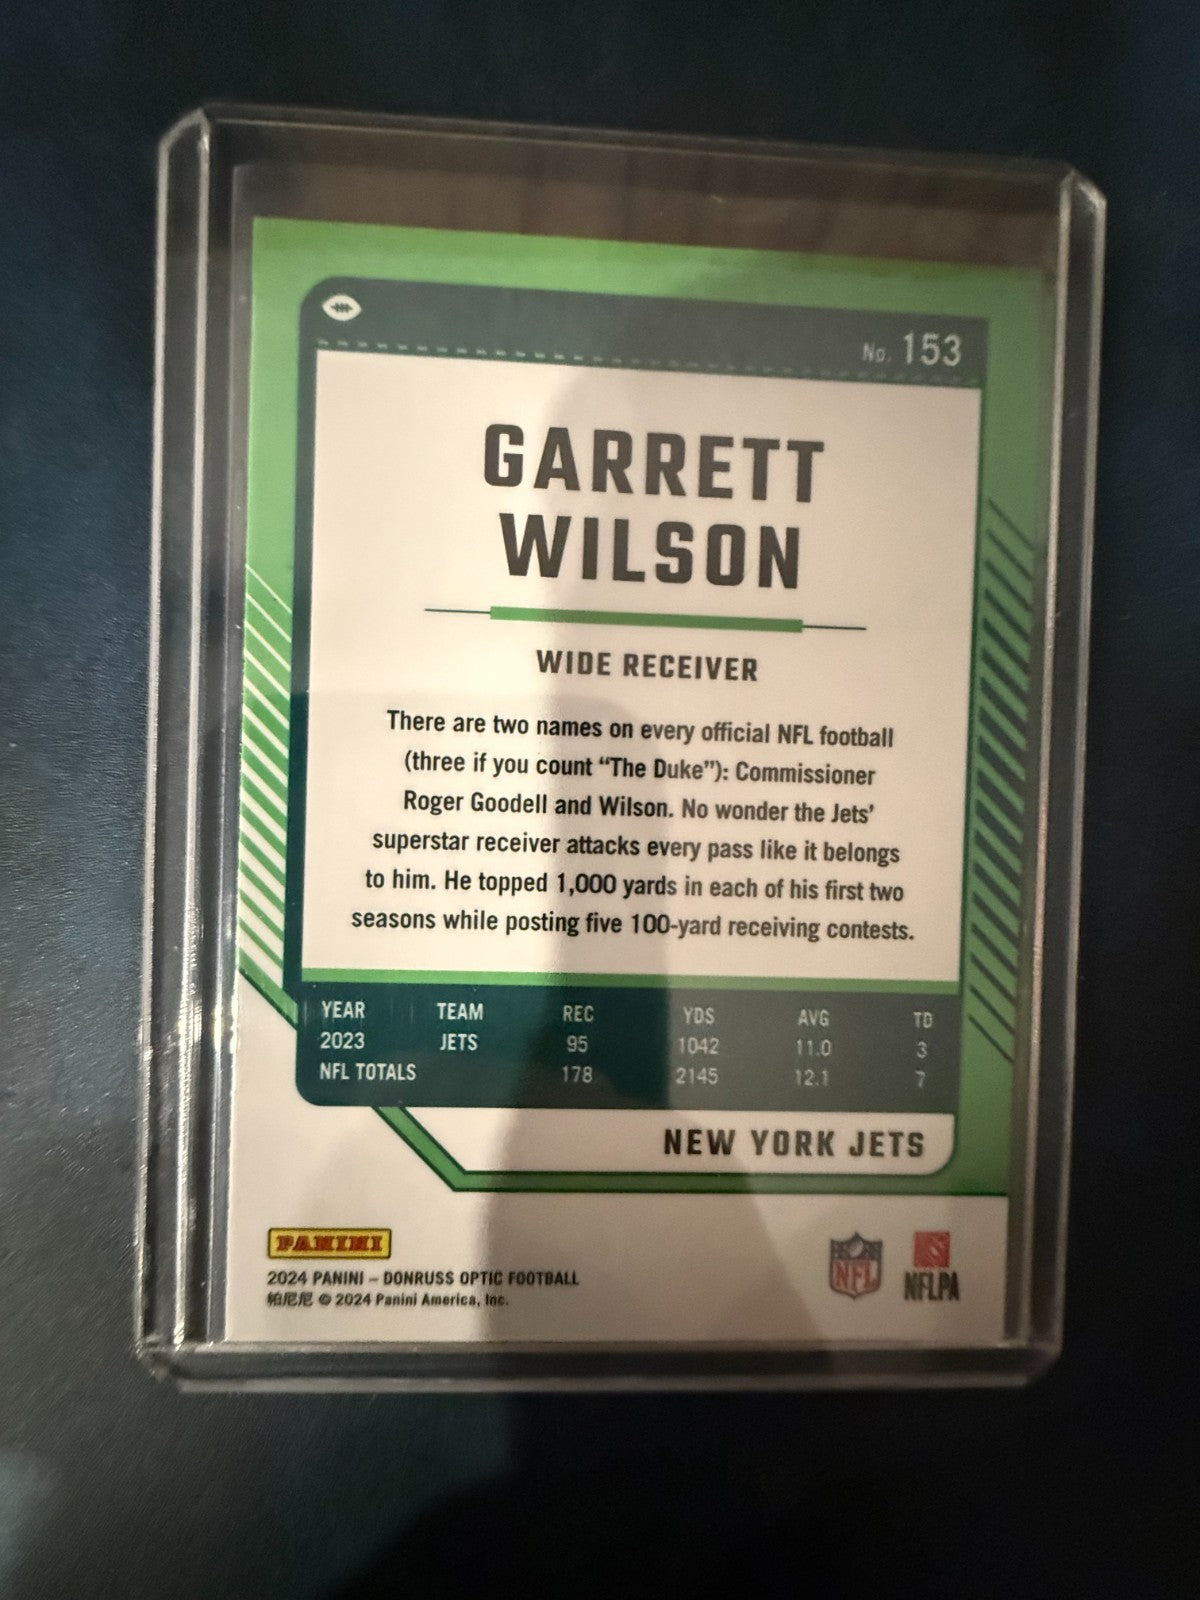 No. 153
GARRETT
WILSON
WIDE RECEIVER
There are two names on every official NFL football
(three if you count “The Duke”): Commissioner
Roger Goodell and Wilson. No wonder the Jets’
superstar receiver attacks every pass like it belongs
to him. He topped 1,000 yards in each of his first two
seasons while posting five 100-yard receiving contests.
YEAR TEAM REC YDS AVG TD
2023 JETS 95 1042 11.0 3
NFL TOTALS 178 2145 12.1 7
NEW YORK JETS
PANINI
2024 PANINI – DONRUSS OPTIC FOOTBALL
帕尼尼 © 2024 Panini America, Inc.
NFL
NFLPA